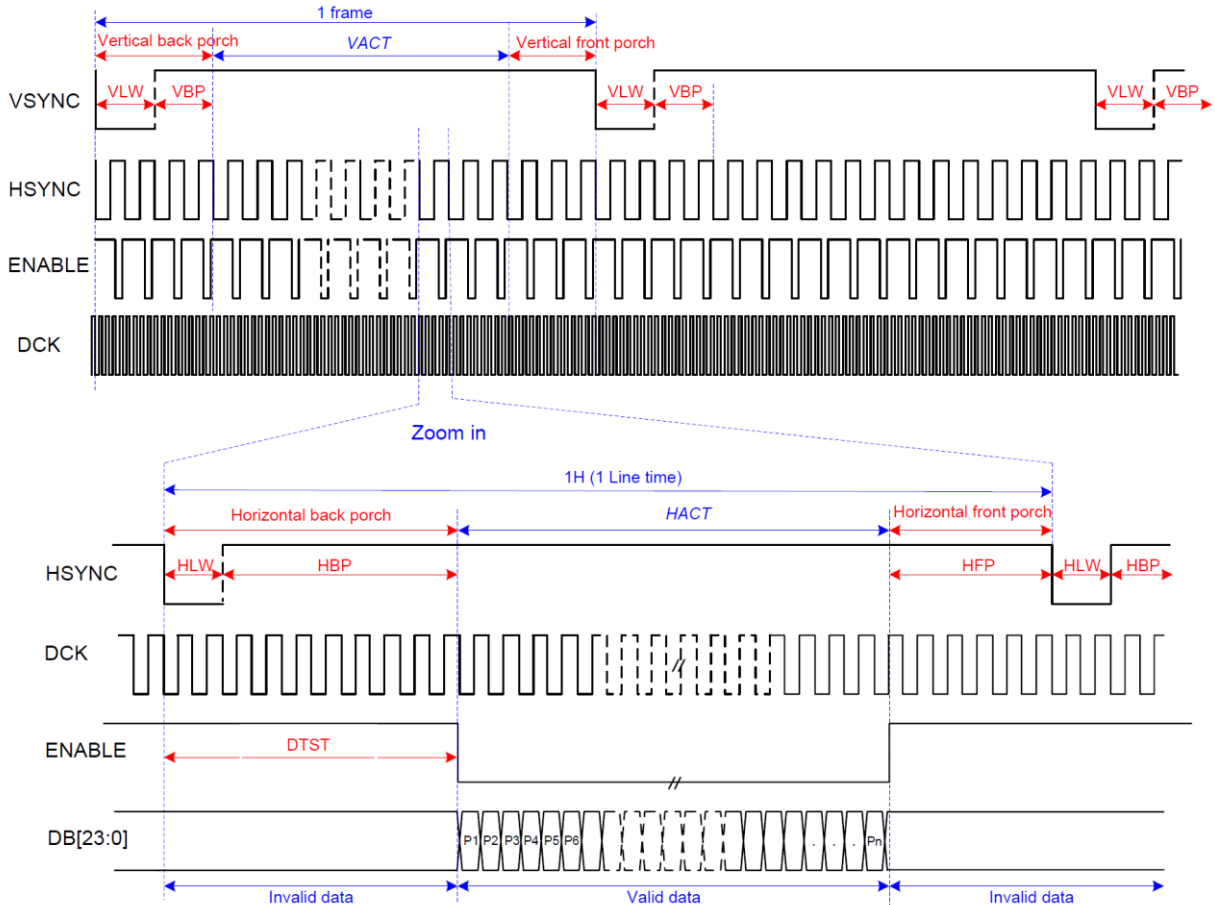 1 frame
Vertical back porch VACT Vertical front porch
VSYNC VLW VBP VLW VBP VLW VBP
HSYNC
ENABLE
DCK
Zoom in
1H (1 Line time)
Horizontal back porch HACT Horizontal front porch
HSYNC HLW HBP HFP HLW HBP
DCK //
ENABLE DTST //
DB[23:0] P1 P2 P3 P4 P5 P6 . . . Pn
Invalid data Valid data Invalid data